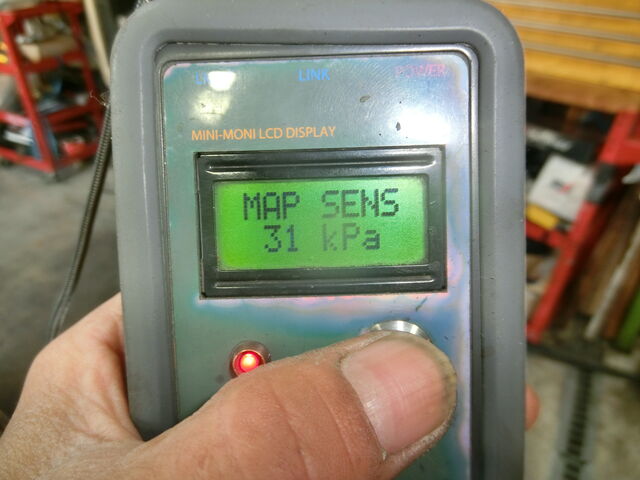 LINK
POWER
MINI-MONI LCD DISPLAY
MAP SENS
31 kPa